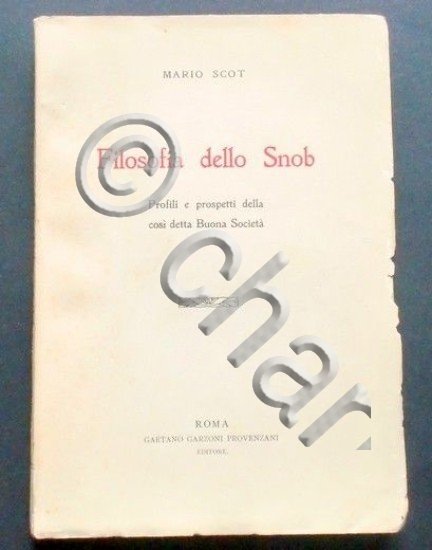 MARIO SCOT
Filosofia dello Snob
Profili e prospetti della
così detta Buona Società
ROMA
GAETANO GARZONI PROVENZANI
EDITORE.
© char